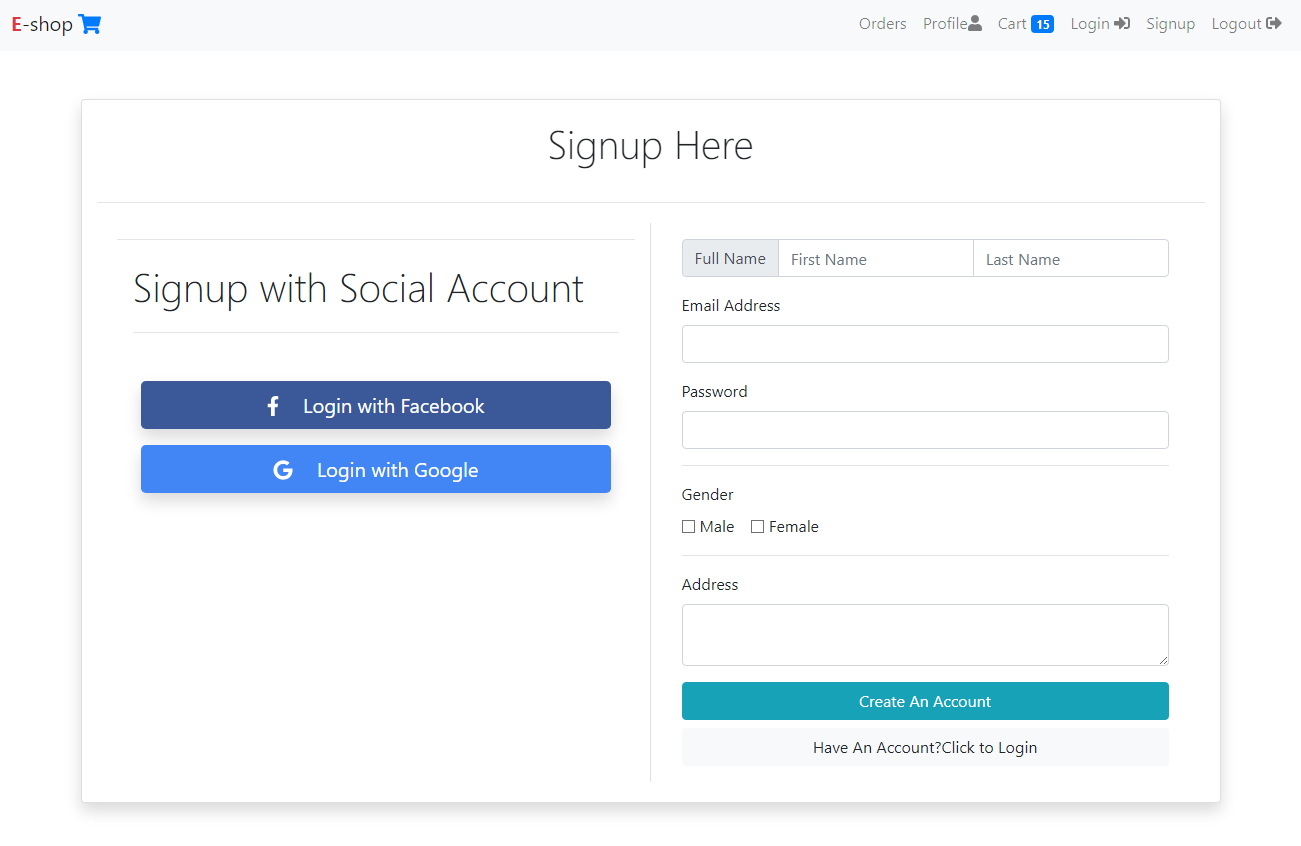 E-shop
Orders Profile Cart 15 Login Signup Logout
Signup Here
Signup with Social Account
Login with Facebook
Login with Google
Full Name First Name Last Name
Email Address
Password
Gender
Male Female
Address
Create An Account
Have An Account?Click to Login